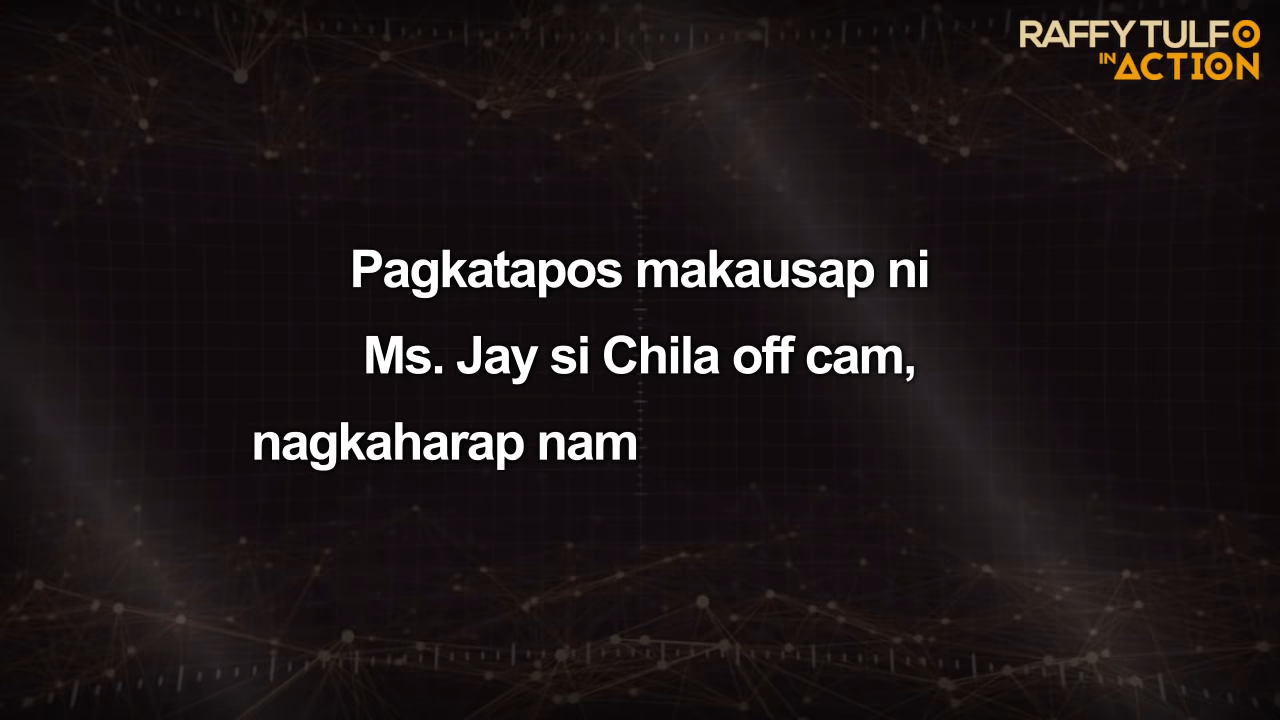 RAFFY TULFO
IN ACTION
Pagkatapos makausap ni
Ms. Jay si Chila off cam,
nagkaharap nam